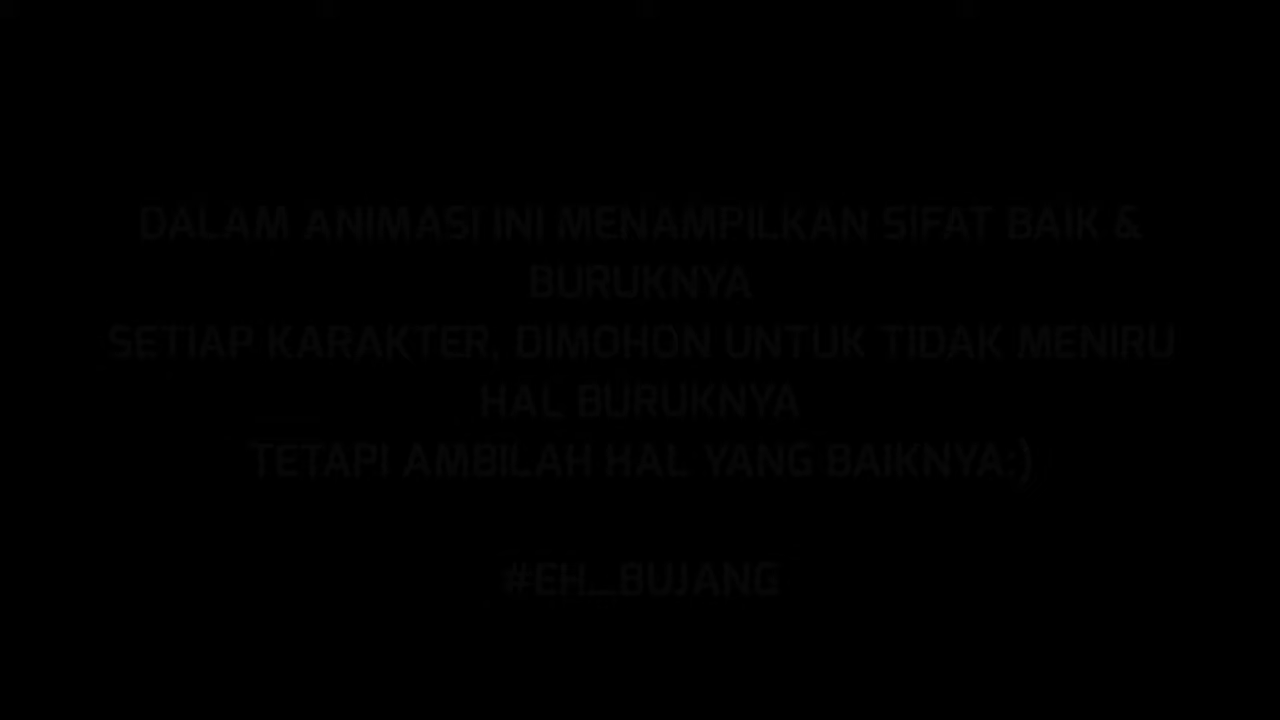 DALAM ANIMASI INI MENAMPILKAN SIFAT BAIK &
BURUKNYA
SETIAP KARAKTER, DIMOHON UNTUK TIDAK MENIRU
HAL BURUKNYA
TETAPI AMBILAH HAL YANG BAIKNYA:)
#EH_BUJANG